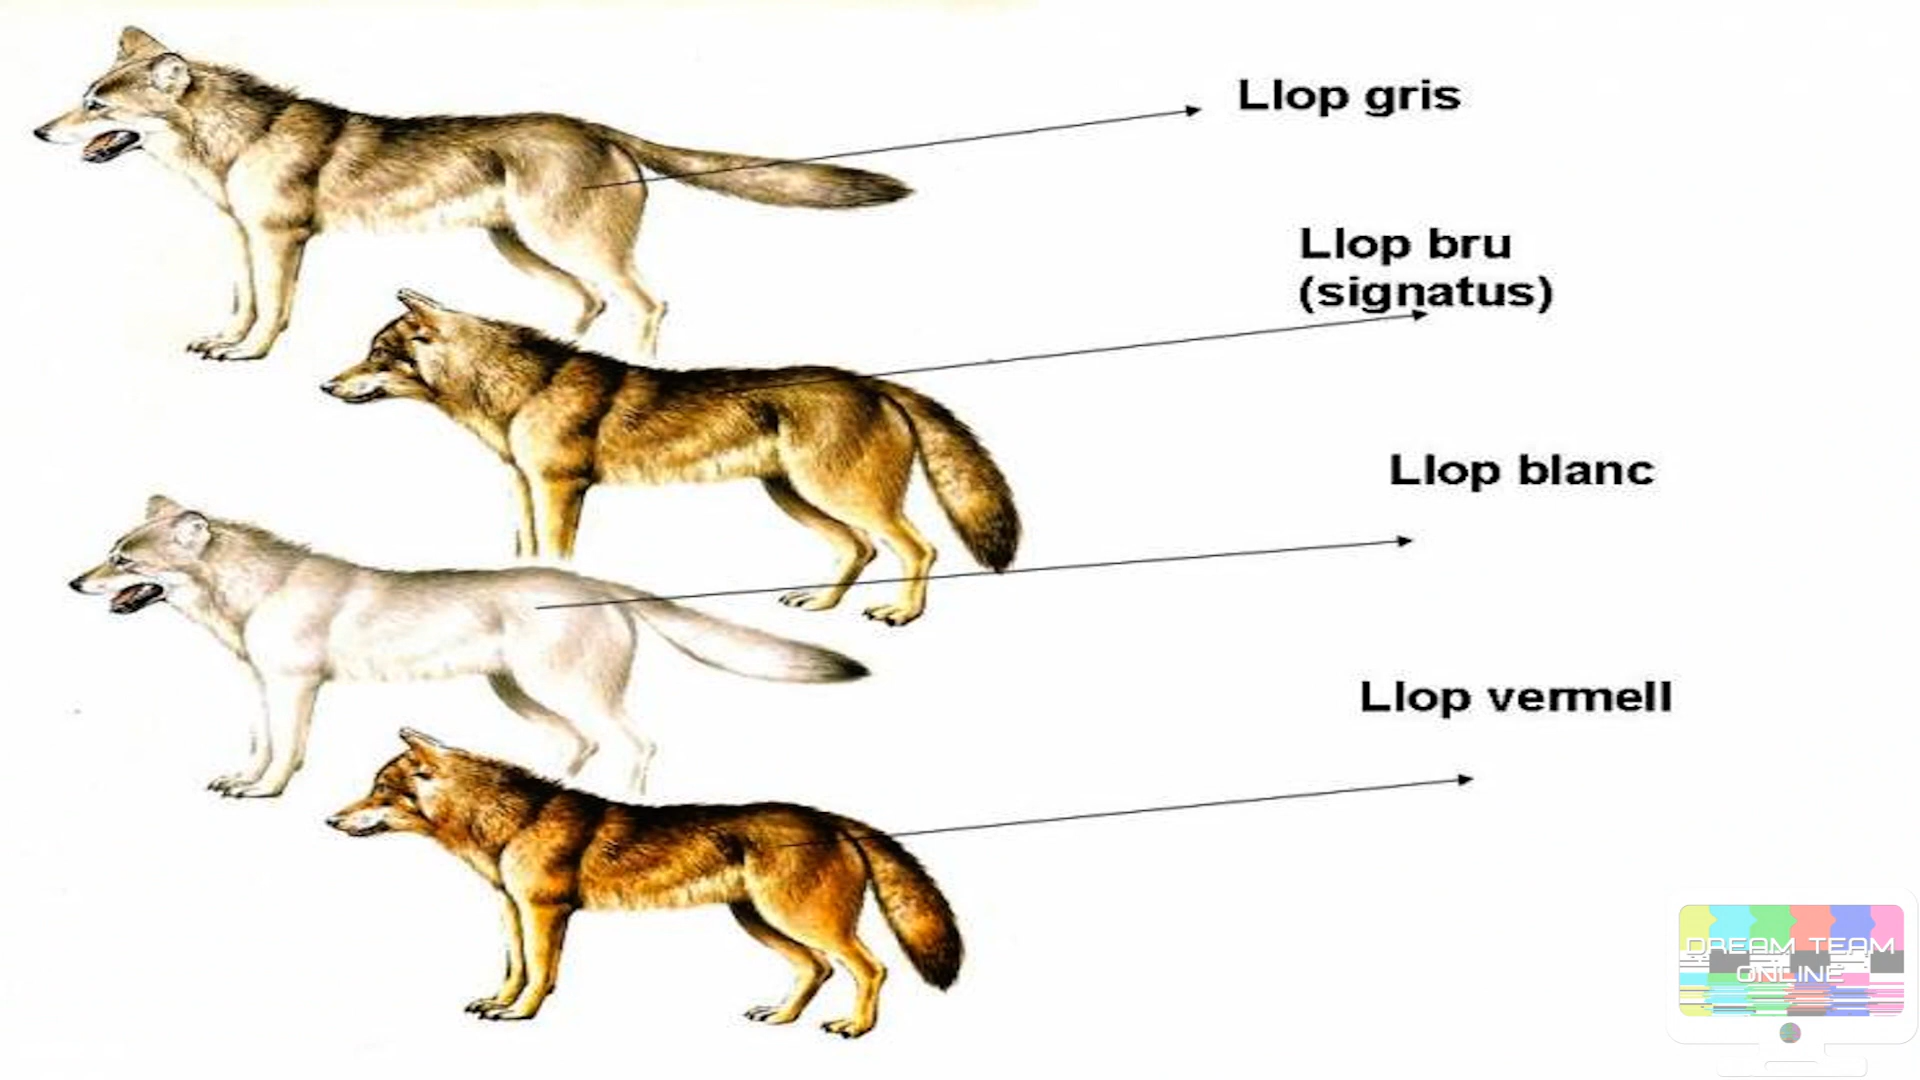 Llop gris
Llop bru
(signatus)
Llop blanc
Llop vermell
DREAM TEAM
ONLINE